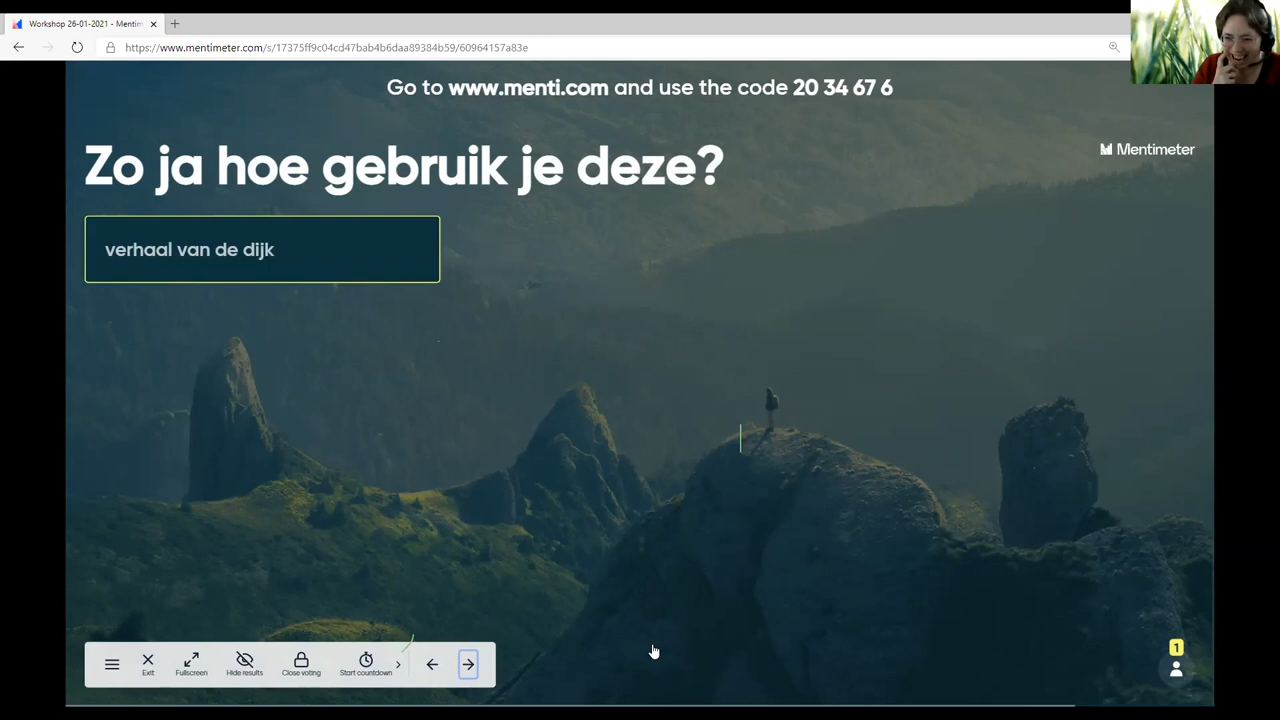 Workshop 26-01-2021 - Mentim
https://www.mentimeter.com/s/17375ff9c04cd47bab4b6daa89384b59/60964157a83e
Go to www.menti.com and use the code 20 34 67 6
Zo ja hoe gebruik je deze?
Mentimeter
verhaal van de dijk
Exit
Fullscreen
Hide results
Close voting
Start countdown
1